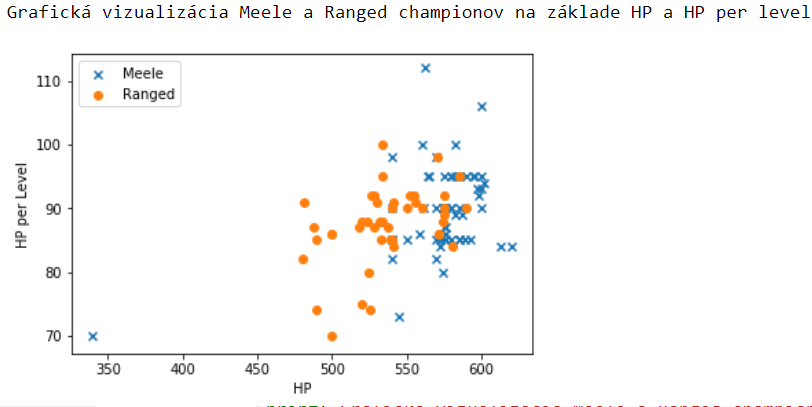 Grafická vizualizácia Meele a Ranged championov na základe HP a HP per level
Meele
Ranged
110
100
90
80
70
HP per Level
350
400
450
500
550
600
HP